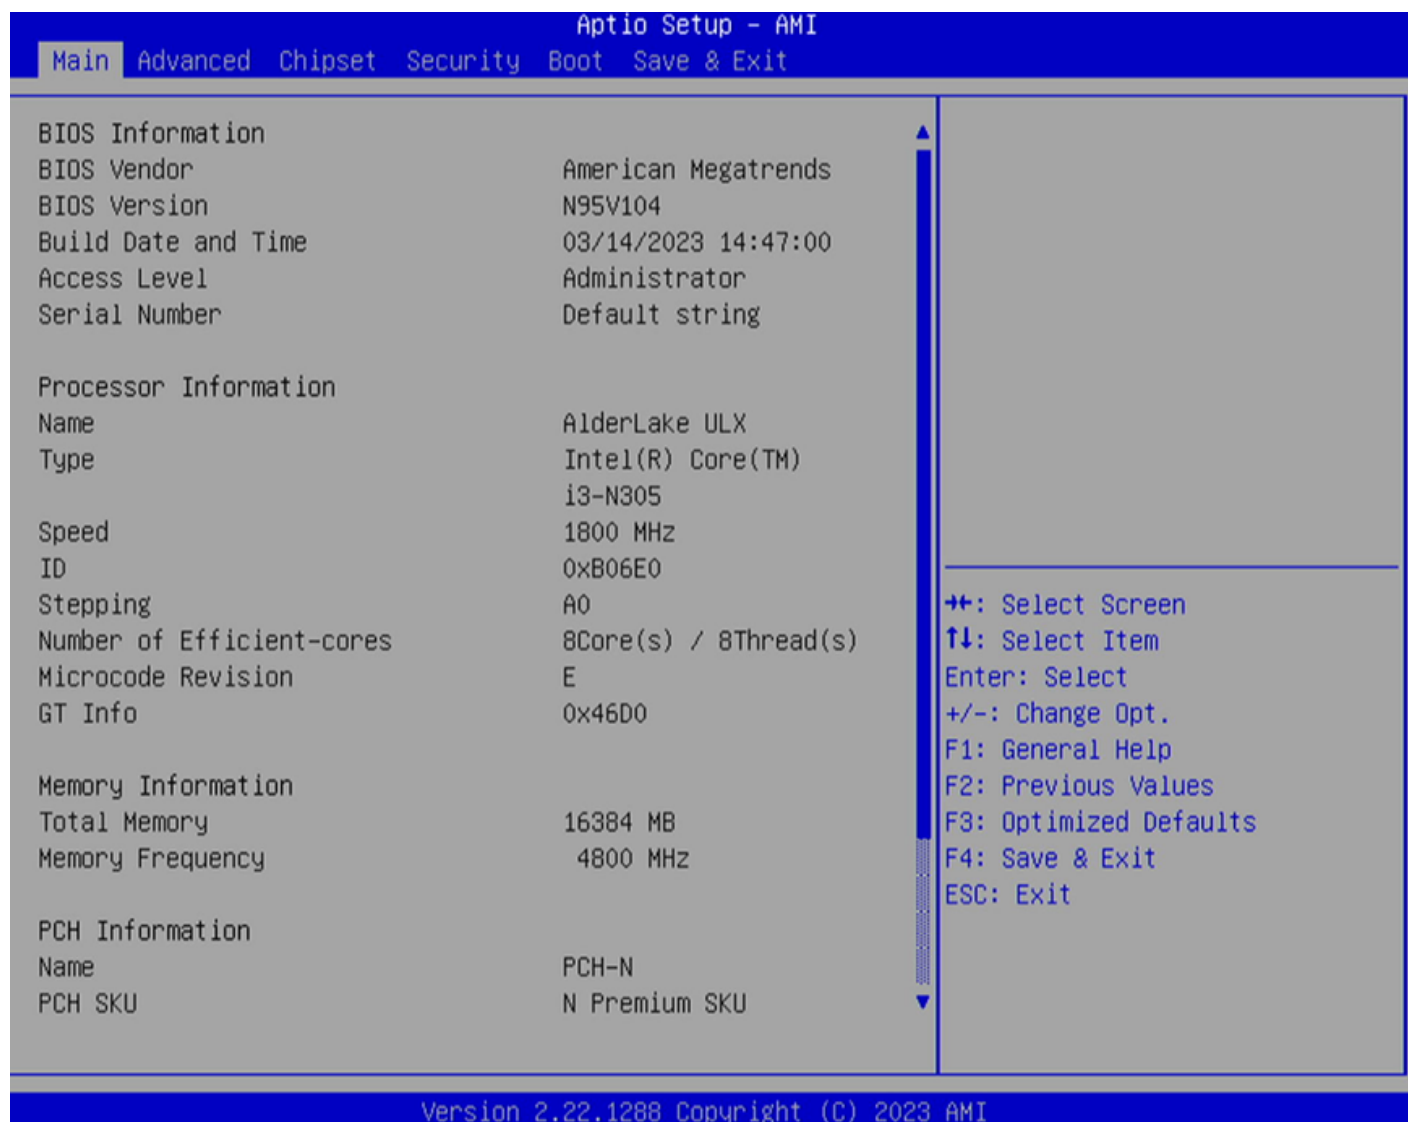 Aptio Setup – AMI
Main Advanced Chipset Security Boot Save & Exit
BIOS Information
BIOS Vendor American Megatrends
BIOS Version N95V104
Build Date and Time 03/14/2023 14:47:00
Access Level Administrator
Serial Number Default string
Processor Information
Name AlderLake ULX
Type Intel(R) Core(TM)
i3-N305
Speed 1800 MHz
ID 0xB06E0
Stepping A0
Number of Efficient-cores 8Core(s) / 8Thread(s)
Microcode Revision E
GT Info 0x46D0
Memory Information
Total Memory 16384 MB
Memory Frequency 4800 MHz
PCH Information
Name PCH-N
PCH SKU N Premium SKU
→←: Select Screen
↑↓: Select Item
Enter: Select
+/-: Change Opt.
F1: General Help
F2: Previous Values
F3: Optimized Defaults
F4: Save & Exit
ESC: Exit
Version 2.22.1288 Copyright (C) 2023 AMI